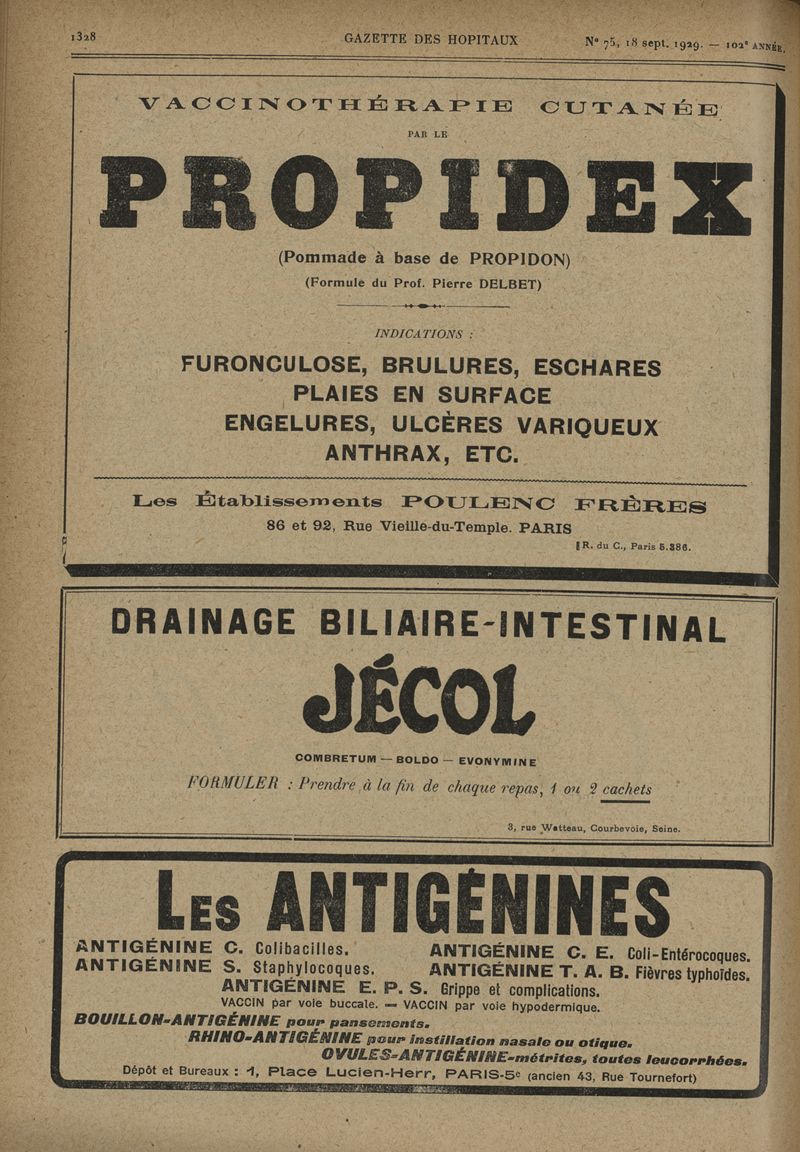 1328
GAZETTE DES HOPITAUX
N° 75, 18 sept. 1929. — 102e ANNÉE.
VACCINOTHÉRAPIE CUTANÉE
PAR LE
PROPIDEX
(Pommade à base de PROPIDON)
(Formule du Prof. Pierre DELBET)
INDICATIONS :
FURONCULOSE, BRULURES, ESCHARES
PLAIES EN SURFACE
ENGELURES, ULCÈRES VARIQUEUX
ANTHRAX, ETC.
Les Établissements POULENC FRÈRES
86 et 92, Rue Vieille-du-Temple. PARIS
R. du C., Paris 5.386.
DRAINAGE BILIAIRE-INTESTINAL
JÉCOL
COMBRETUM — BOLDO — EVONYMINE
FORMULER : Prendre à la fin de chaque repas, 1 ou 2 cachets
3, rue Watteau, Courbevoie, Seine.
Les ANTIGÉNINES
ANTIGÉNINE C. Colibacilles.
ANTIGÉNINE C. E. Coli-Entérocoques.
ANTIGÉNINE S. Staphylocoques.
ANTIGÉNINE T. A. B. Fièvres typhoïdes.
ANTIGÉNINE E. P. S. Grippe et complications.
VACCIN par voie buccale. — VACCIN par voie hypodermique.
BOUILLON-ANTIGÉNINE pour pansements.
RHINO-ANTIGÉNINE pour instillation nasale ou otique.
OVULES-ANTIGÉNINE-métrites, toutes leucorrhées.
Dépôt et Bureaux : 1, Place Lucien-Herr, PARIS-5e (ancien 43, Rue Tournefort)